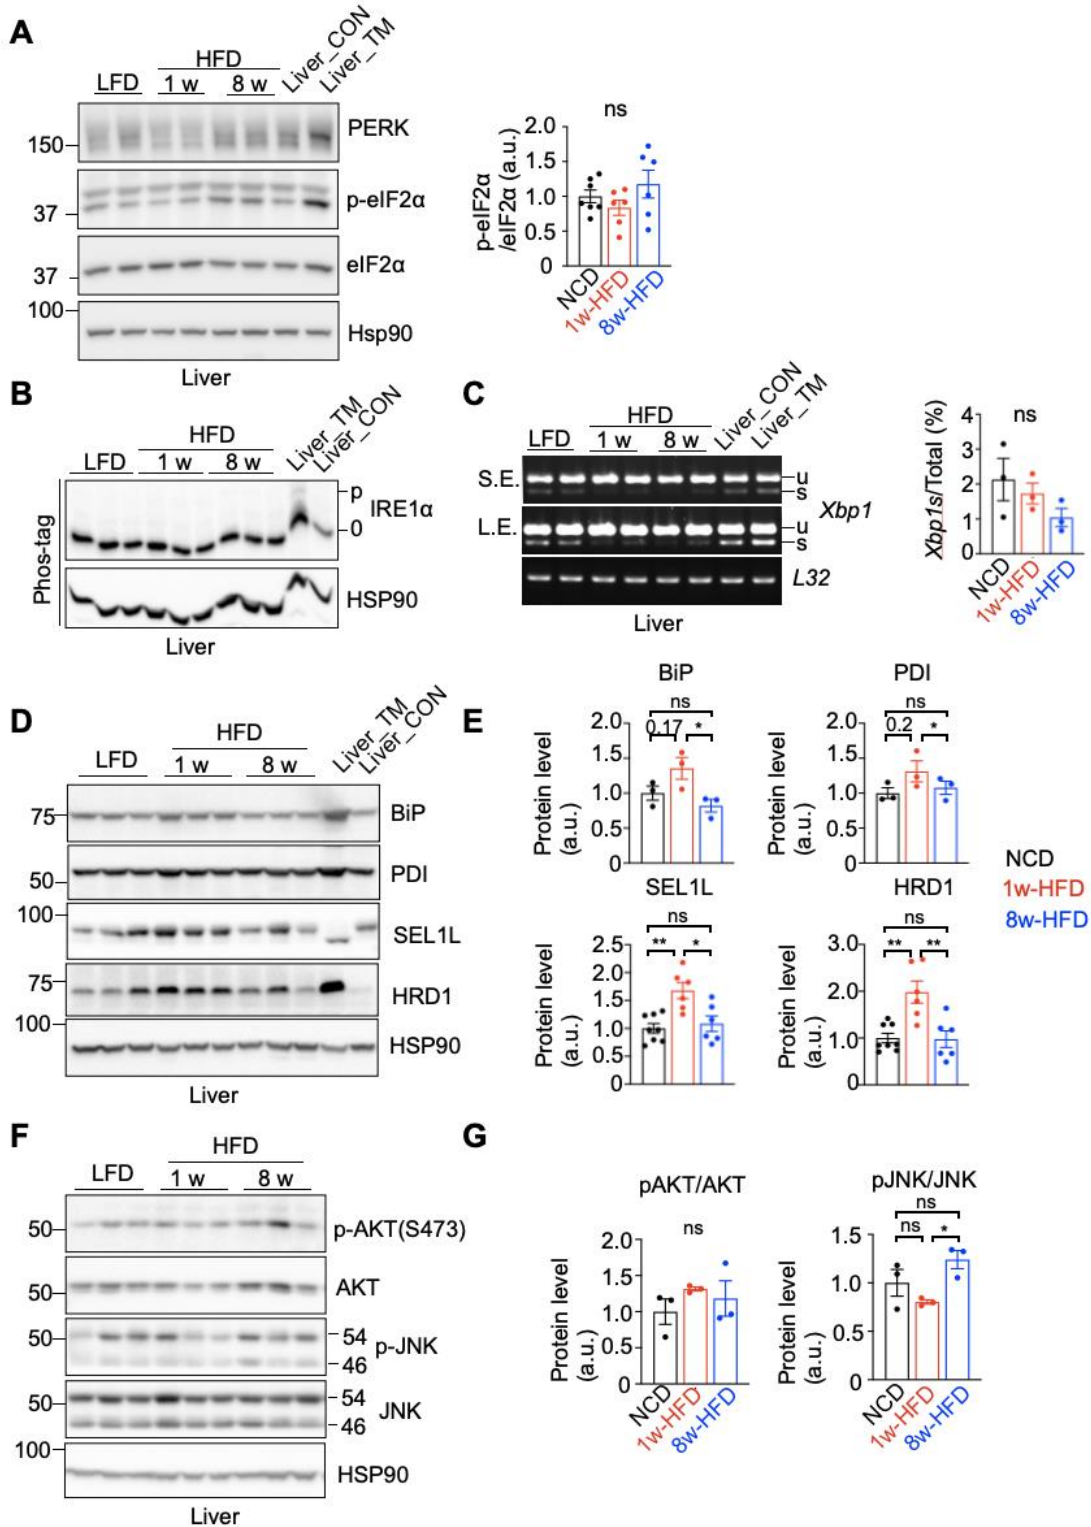 A
LFD
HFD
1 w
8 w
Liver_CON
Liver_TM
150
PERK
37
p-eIF2α
37
eIF2α
100
Hsp90
Liver
ns
p-eIF2α
/eIF2α (a.u.)
2.0
1.5
1.0
0.5
0
NCD
1w-HFD
8w-HFD
B
LFD
HFD
1 w
8 w
Liver_TM
Liver_CON
Phos-tag
p
IRE1α
0
HSP90
Liver
C
LFD
HFD
1 w
8 w
Liver_CON
Liver_TM
S.E.
u
s
Xbp1
L.E.
u
s
L32
Liver
Xbp1s/Total (%)
ns
4
3
2
1
0
NCD
1w-HFD
8w-HFD
D
LFD
HFD
1 w
8 w
Liver_TM
Liver_CON
75
BiP
50
PDI
100
SEL1L
75
HRD1
100
HSP90
Liver
E
BiP
ns
0.17
*
Protein level
(a.u.)
2.0
1.5
1.0
0.5
0
PDI
ns
0.2
*
Protein level
(a.u.)
2.0
1.5
1.0
0.5
0
SEL1L
ns
**
*
Protein level
(a.u.)
2.5
2.0
1.5
1.0
0.5
0
HRD1
ns
**
**
Protein level
(a.u.)
3.0
2.0
1.0
0
NCD
1w-HFD
8w-HFD
F
LFD
HFD
1 w
8 w
50
p-AKT(S473)
50
AKT
50
54
p-JNK
46
50
54
JNK
46
100
HSP90
Liver
G
pAKT/AKT
ns
Protein level
(a.u.)
2.0
1.5
1.0
0.5
0
NCD
1w-HFD
8w-HFD
pJNK/JNK
ns
ns
*
Protein level
(a.u.)
1.5
1.0
0.5
0
NCD
1w-HFD
8w-HFD